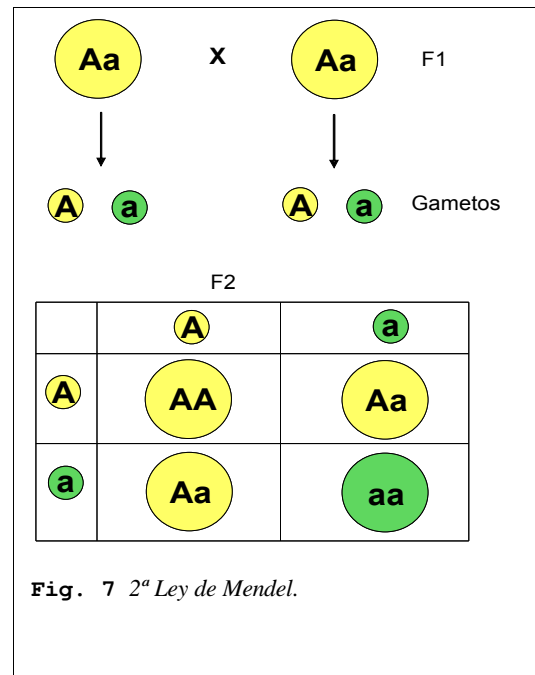 Aa X Aa F1
A a A a Gametos
F2
A a
A AA Aa
a Aa aa
Fig. 7 2ª Ley de Mendel.